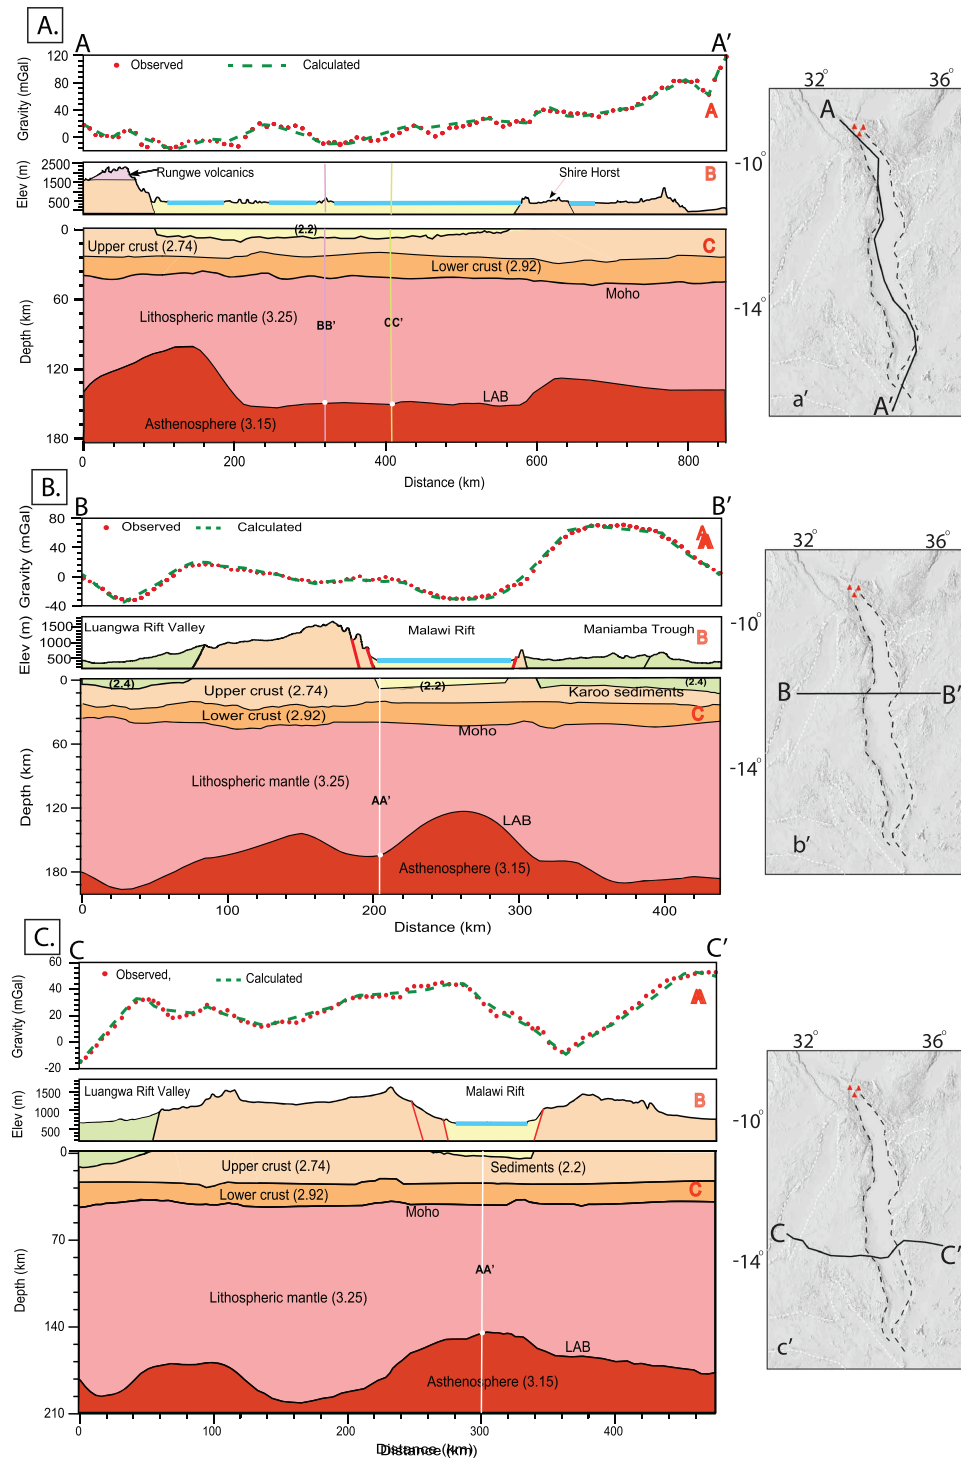 A.
A
A'
120
80
40
0
Gravity (mGal)
Observed
Calculated
A
2500
1500
500
Elev (m)
Rungwe volcanics
Shire Horst
B
0
60
120
180
Depth (km)
(2.2)
Upper crust (2.74)
C
Lower crust (2.92)
Moho
Lithospheric mantle (3.25)
BB'
CC'
LAB
Asthenosphere (3.15)
0
200
400
600
800
Distance (km)
32°
36°
A
-10°
-14°
a'
A'
B.
B
B'
80
40
0
-40
Gravity (mGal)
Observed
Calculated
A
1500
1000
500
Elev (m)
Luangwa Rift Valley
Malawi Rift
Maniamba Trough
B
0
60
120
180
Depth (km)
(2.4)
(2.2)
(2.4)
Upper crust (2.74)
Karoo sediments
Lower crust (2.92)
C
Moho
Lithospheric mantle (3.25)
AA'
LAB
Asthenosphere (3.15)
0
100
200
300
400
Distance (km)
32°
36°
-10°
B
B'
-14°
b'
C.
C
C'
60
40
20
0
-20
Gravity (mGal)
Observed,
Calculated
A
1500
1000
500
Elev (m)
Luangwa Rift Valley
Malawi Rift
B
0
70
140
210
Depth (km)
Upper crust (2.74)
Sediments (2.2)
Lower crust (2.92)
C
Moho
AA'
Lithospheric mantle (3.25)
LAB
Asthenosphere (3.15)
0
100
200
300
400
Distance (km)
32°
36°
-10°
C
C'
-14°
c'